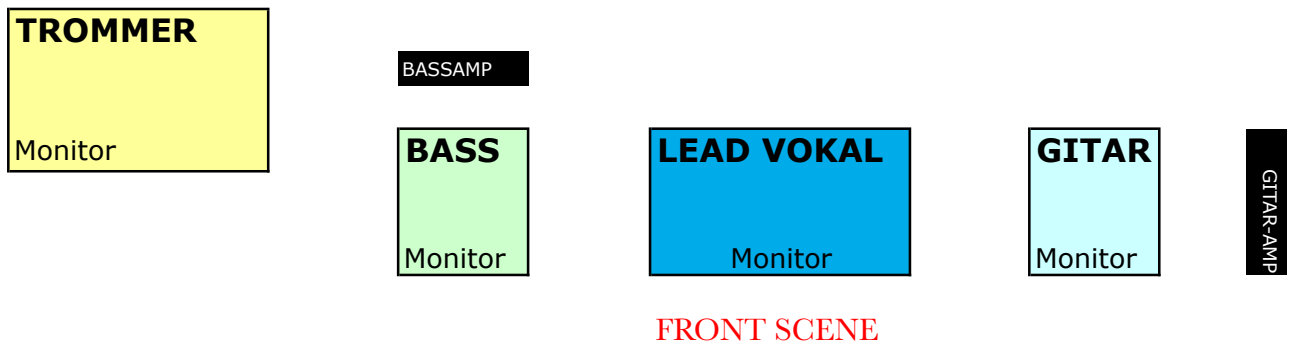 TROMMER
Monitor
BASSAMP
BASS
Monitor
LEAD VOKAL
Monitor
GITAR
Monitor
GITAR-AMP
FRONT SCENE